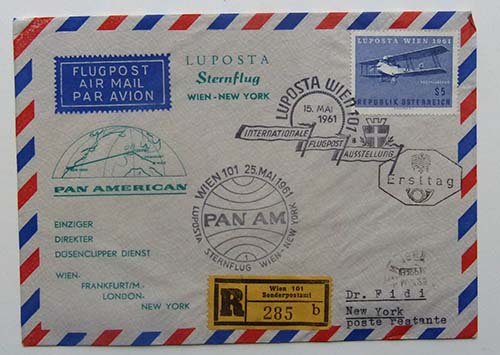 FLUGPOST
AIR MAIL
PAR AVION
LUPOSTA
Sternflug
WIEN - NEW YORK
LUPOSTA WIEN 1961
S5
REPUBLIK ÖSTERREICH
LUPOSTA WIEN 101
15. MAI
1961
INTERNATIONALE
FLUGPOST
AUSSTELLUNG
Ersttag
PAN AMERICAN
EINZIGER
DIREKTER
DÜSENCLIPPER DIENST
WIEN-
FRANKFURT/M.-
LONDON-
NEW YORK
WIEN 101 25.MAI 1961
PAN AM
1
LUPOSTA STERNFLUG WIEN-NEW YORK
R
Wien 101
Sonderpostamt
285 b
Dr. Fidi
New York
poste restante